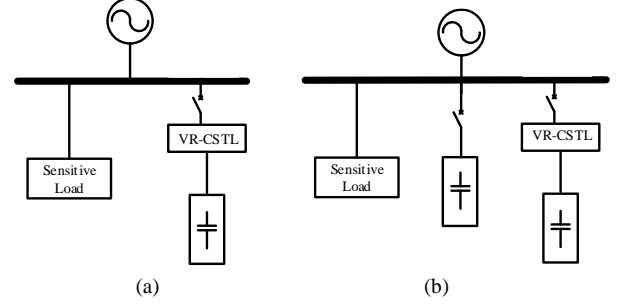 VR-CSTL
Sensitive
Load
(a)
VR-CSTL
Sensitive
Load
(b)